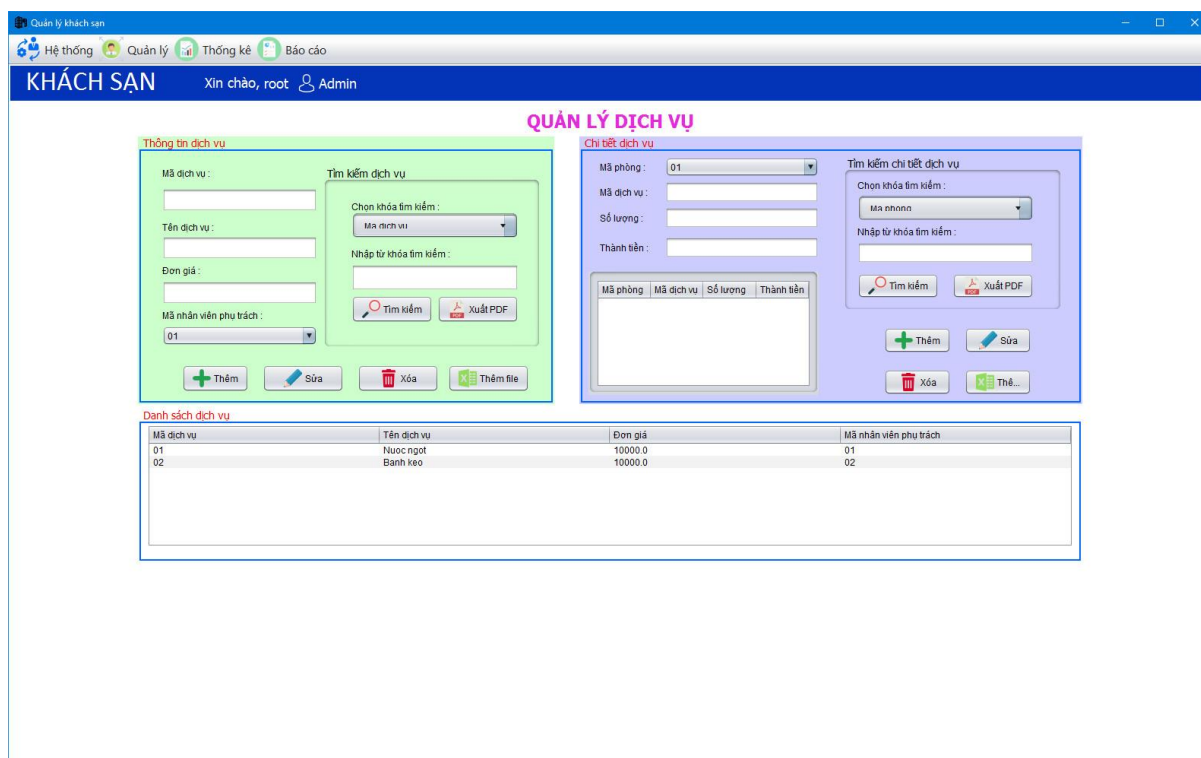 Quản lý khách sạn
Hệ thống Quản lý Thống kê Báo cáo
KHÁCH SẠN Xin chào, root Admin
QUẢN LÝ DỊCH VỤ
Thông tin dịch vụ
Mã dịch vụ :
Tên dịch vụ :
Đơn giá :
Mã nhân viên phụ trách :
01
Tìm kiếm dịch vụ
Chọn khóa tìm kiếm :
Ma dich vu
Nhập từ khóa tìm kiếm :
Tìm kiếm Xuất PDF
Thêm Sửa Xóa Thêm file
Chi tiết dịch vụ
Mã phòng : 01
Mã dịch vụ :
Số lượng :
Thành tiền :
Mã phòng Mã dịch vụ Số lượng Thành tiền
Tìm kiếm chi tiết dịch vụ
Chọn khóa tìm kiếm :
Ma phong
Nhập từ khóa tìm kiếm :
Tìm kiếm Xuất PDF
Thêm Sửa
Xóa Thê...
Danh sách dịch vụ
Mã dịch vụ Tên dịch vụ Đơn giá Mã nhân viên phụ trách
01 Nuoc ngot 10000.0 01
02 Banh keo 10000.0 02